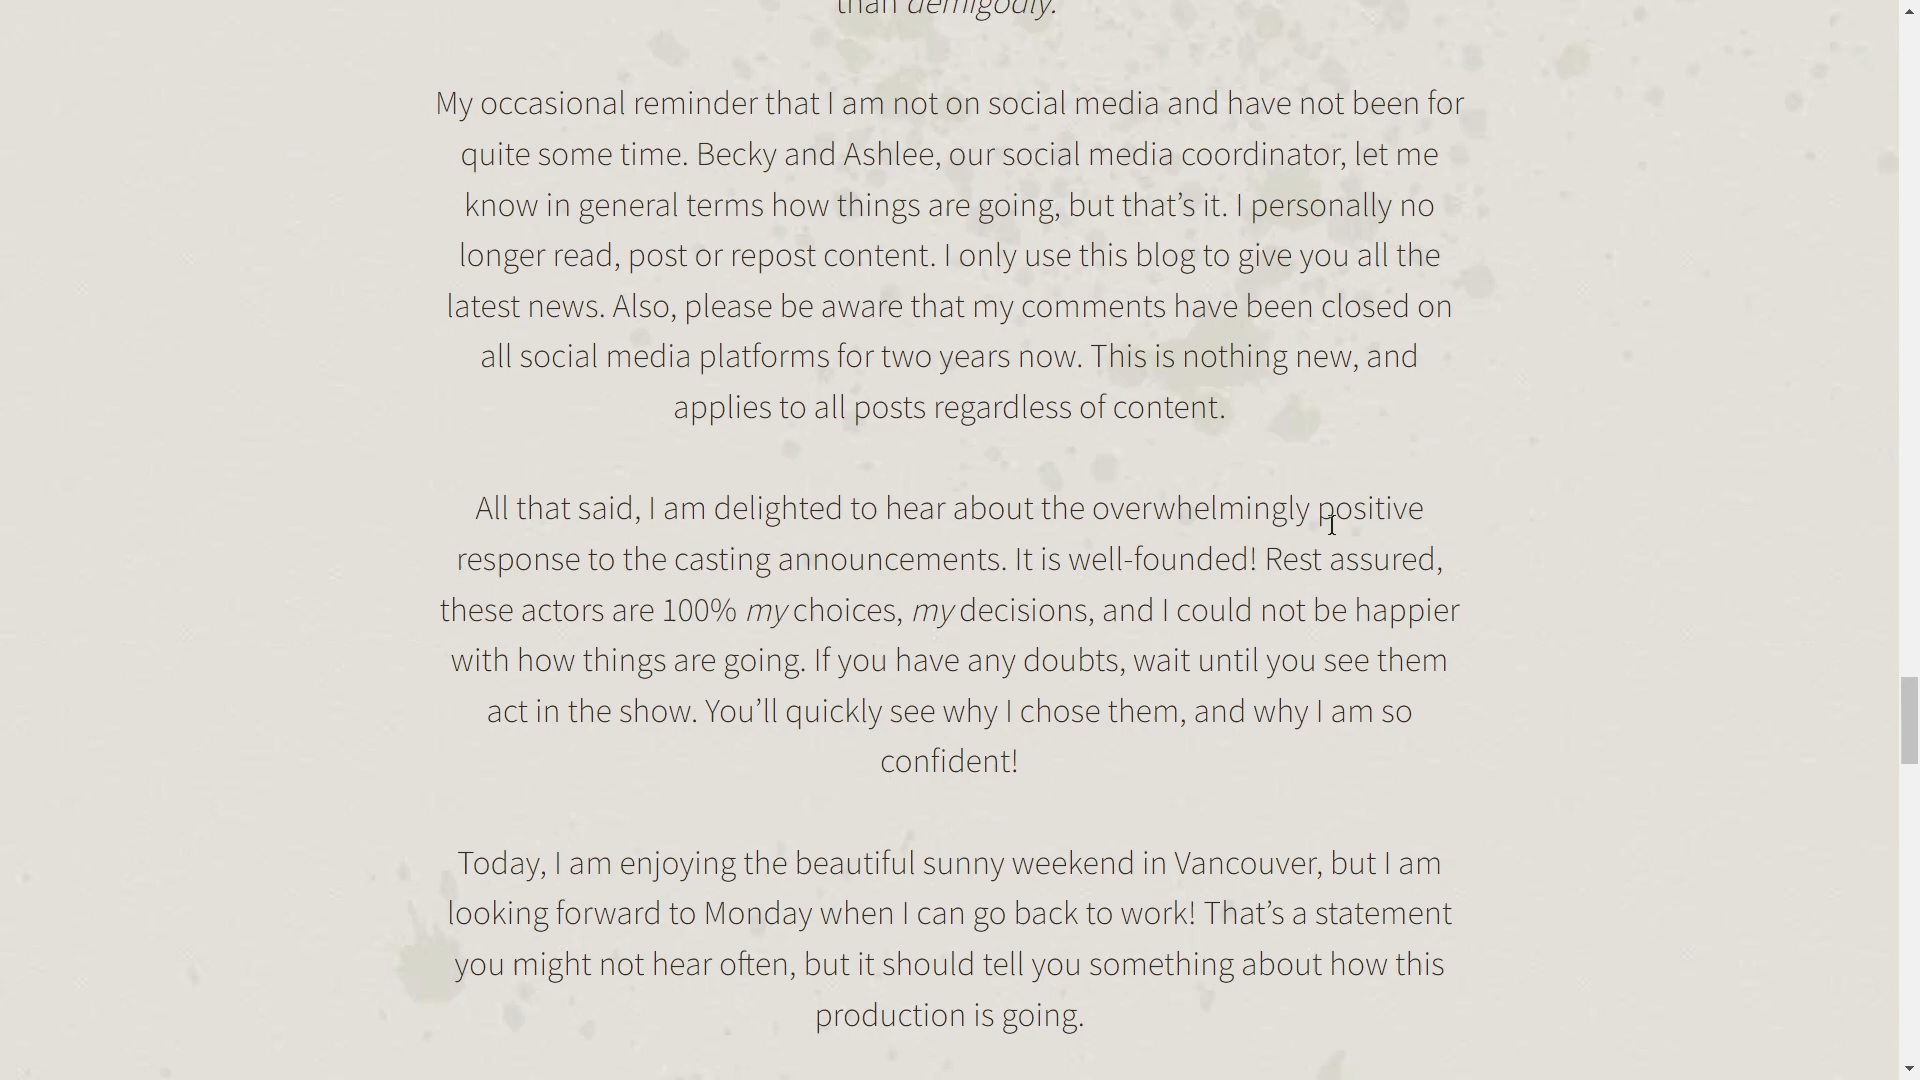 than demigodly.
My occasional reminder that I am not on social media and have not been for
quite some time. Becky and Ashlee, our social media coordinator, let me
know in general terms how things are going, but that’s it. I personally no
longer read, post or repost content. I only use this blog to give you all the
latest news. Also, please be aware that my comments have been closed on
all social media platforms for two years now. This is nothing new, and
applies to all posts regardless of content.
All that said, I am delighted to hear about the overwhelmingly positive
response to the casting announcements. It is well-founded! Rest assured,
these actors are 100% my choices, my decisions, and I could not be happier
with how things are going. If you have any doubts, wait until you see them
act in the show. You’ll quickly see why I chose them, and why I am so
confident!
Today, I am enjoying the beautiful sunny weekend in Vancouver, but I am
looking forward to Monday when I can go back to work! That’s a statement
you might not hear often, but it should tell you something about how this
production is going.